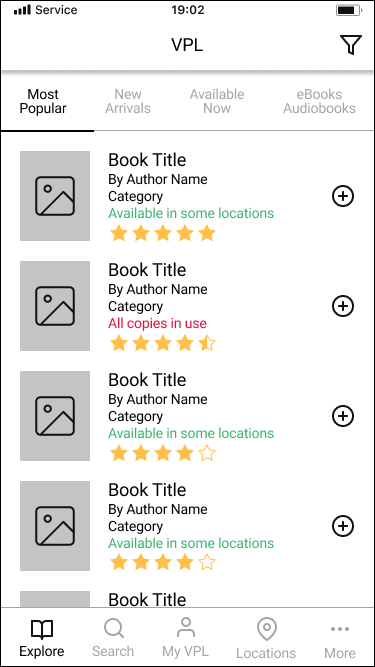 Service 19:02
VPL
Most Popular
New Arrivals
Available Now
eBooks Audiobooks
Book Title
By Author Name
Category
Available in some locations
Book Title
By Author Name
Category
All copies in use
Book Title
By Author Name
Category
Available in some locations
Book Title
By Author Name
Category
Available in some locations
Book Title
Explore Search My VPL Locations More